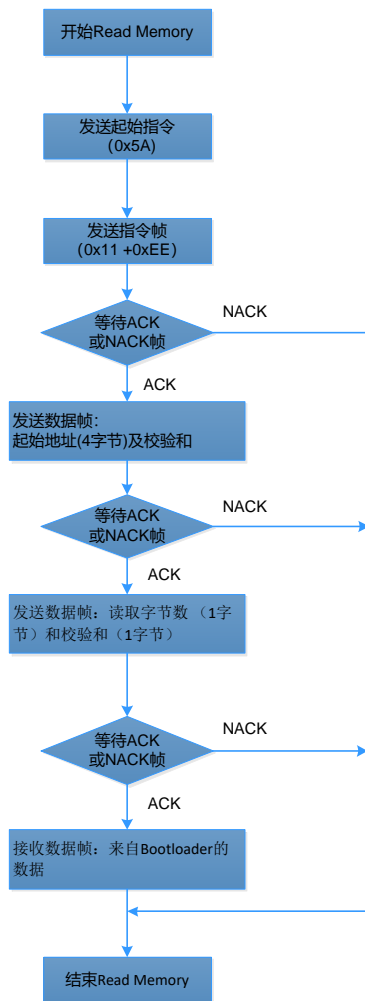 开始Read Memory
发送起始指令
（0x5A)
发送指令帧
（0x11 +0xEE）
等待ACK
或NACK帧
NACK
ACK
发送数据帧：
起始地址(4字节)及校验和
等待ACK
或NACK帧
NACK
ACK
发送数据帧：读取字节数 （1字
节）和校验和（1字节）
等待ACK
或NACK帧
NACK
ACK
接收数据帧：来自Bootloader的
数据
结束Read Memory